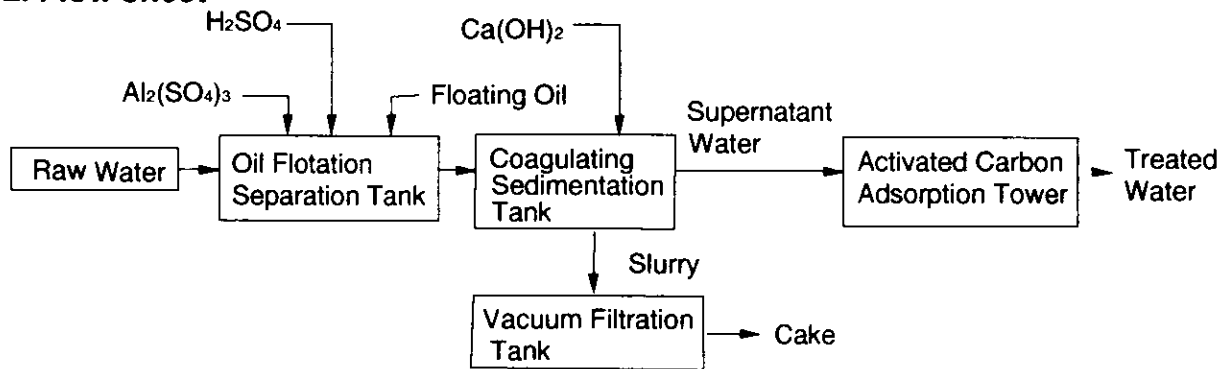 H₂SO₄
Ca(OH)₂
Al₂(SO₄)₃
Floating Oil
Supernatant
Water
Raw Water
Oil Flotation
Separation Tank
Coagulating
Sedimentation
Tank
Activated Carbon
Adsorption Tower
Treated
Water
Slurry
Vacuum Filtration
Tank
Cake